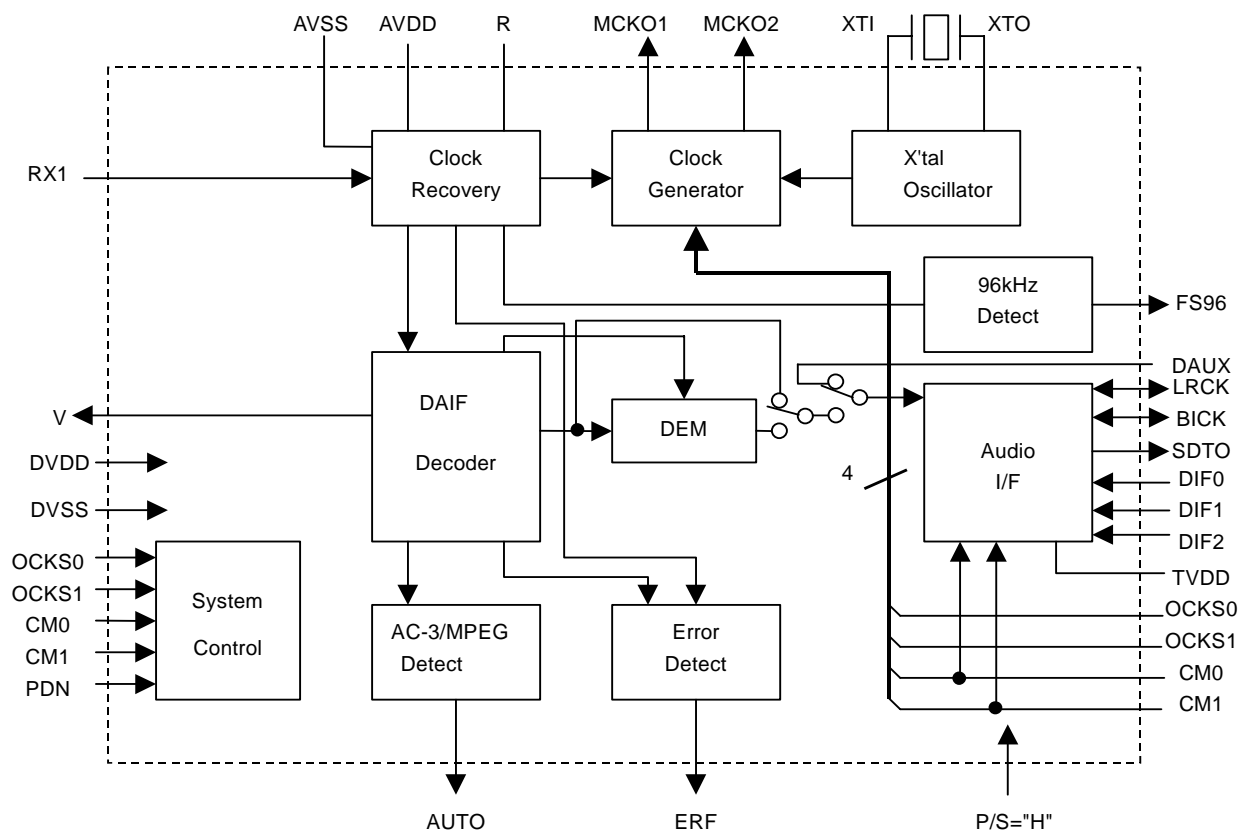 AVSS AVDD R MCKO1 MCKO2 XTI XTO
RX1
Clock
Recovery
Clock
Generator
X'tal
Oscillator
96kHz
Detect
FS96
DAUX
LRCK
BICK
SDTO
DIF0
DIF1
DIF2
TVDD
OCKS0
OCKS1
CM0
CM1
V
DVDD
DVSS
OCKS0
OCKS1
CM0
CM1
PDN
DAIF
Decoder
DEM
4
Audio
I/F
System
Control
AC-3/MPEG
Detect
Error
Detect
AUTO ERF P/S="H"